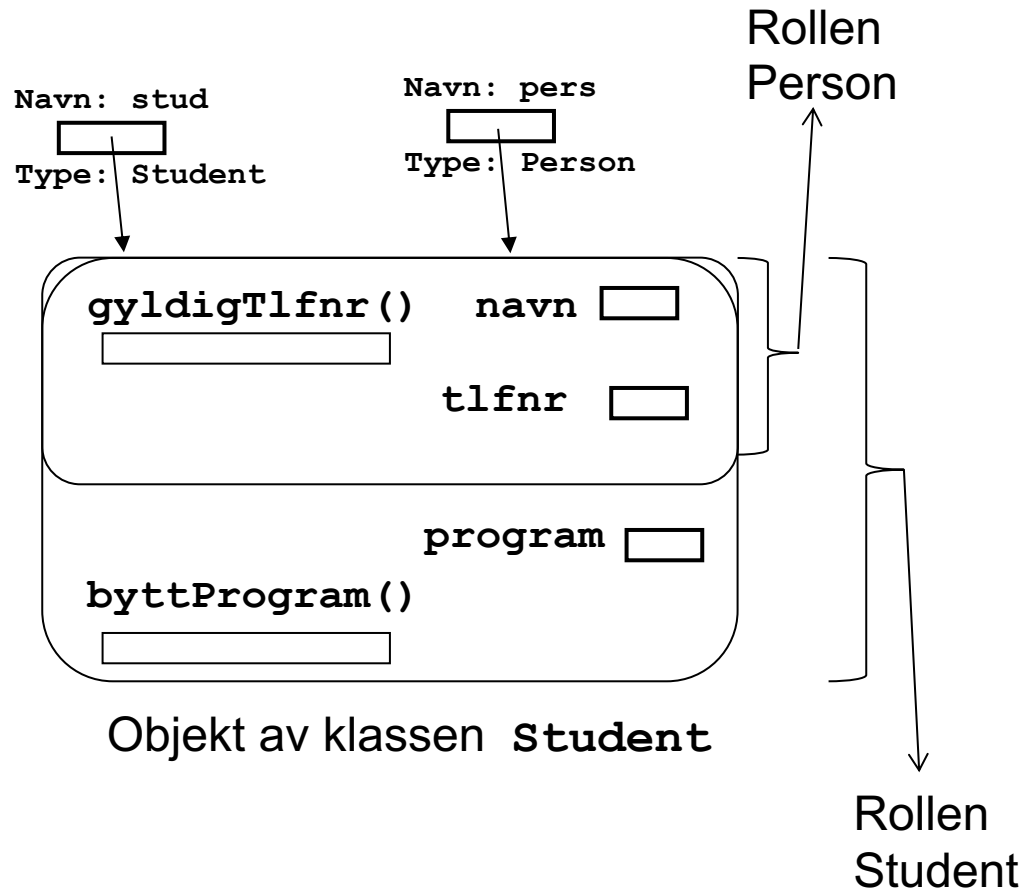 Rollen
Person
Navn: stud
Type: Student
Navn: pers
Type: Person
gyldigTlfnr()
navn
tlfnr
program
byttProgram()
Objekt av klassen Student
Rollen
Student